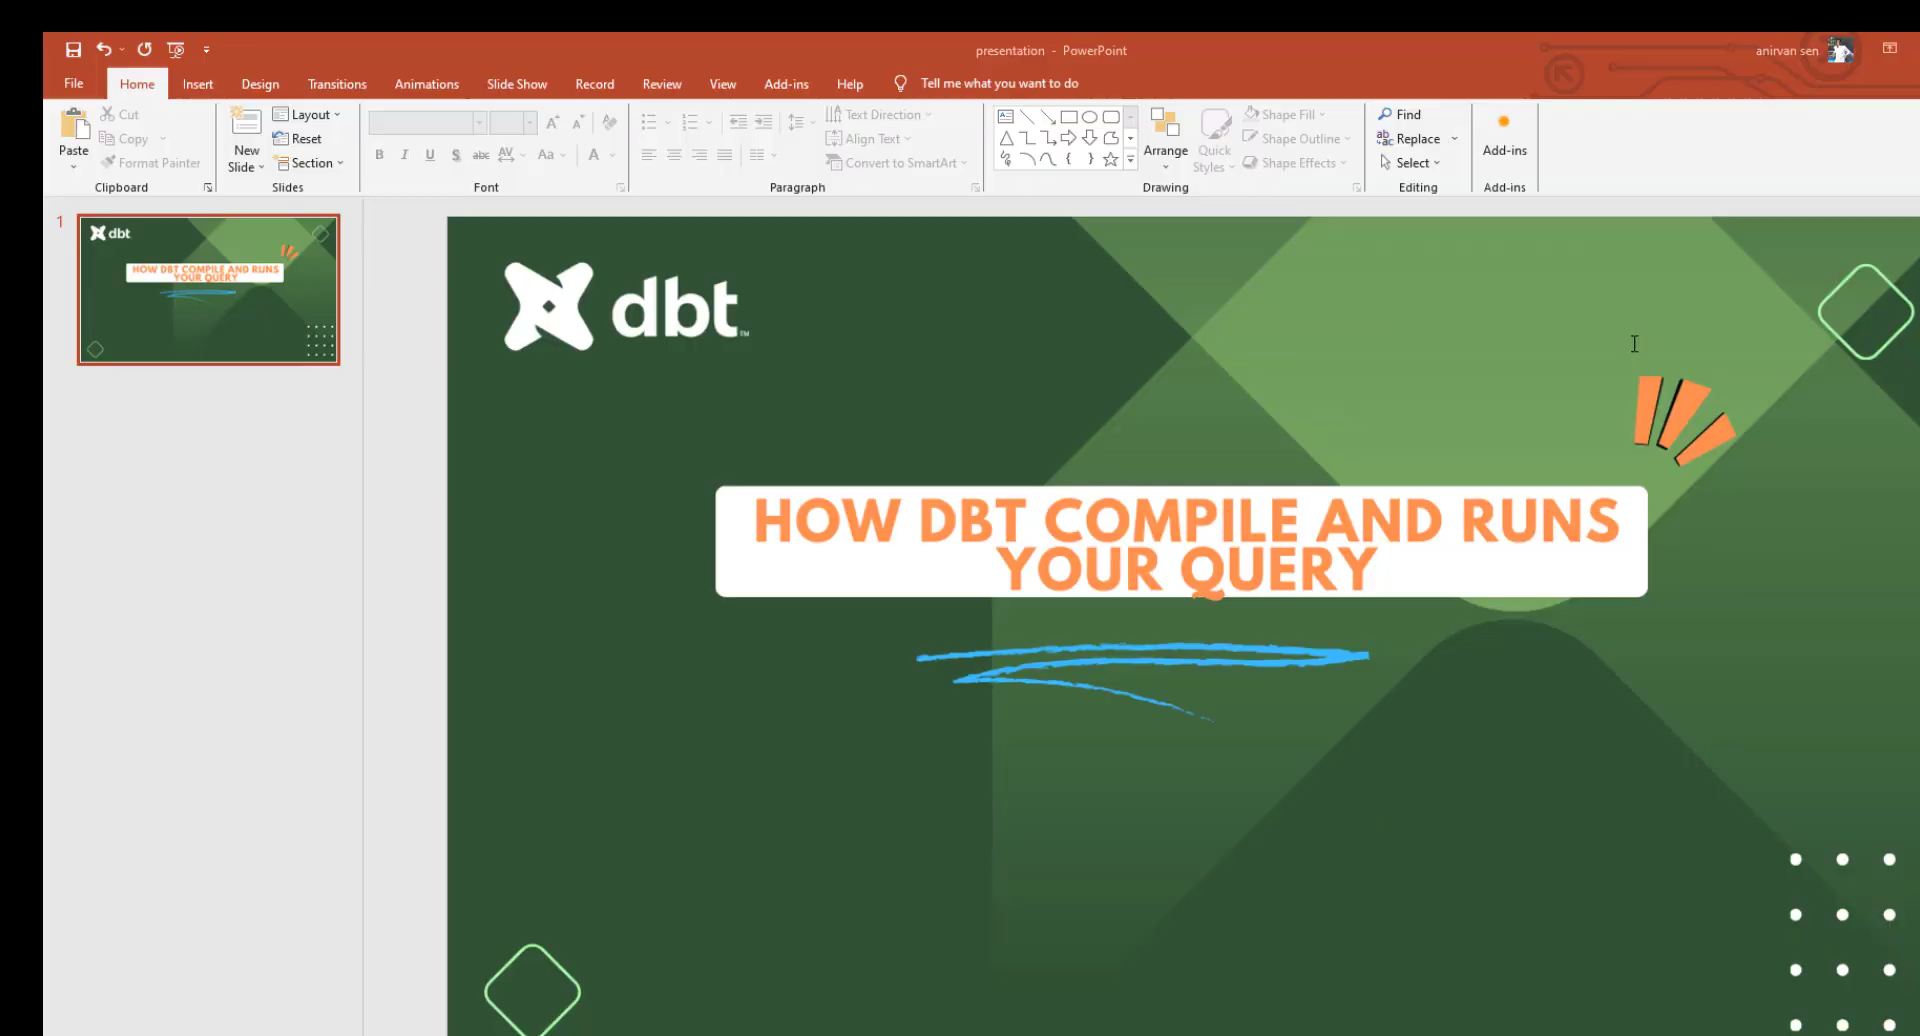 presentation - PowerPoint
anirvan sen
File Home Insert Design Transitions Animations Slide Show Record Review View Add-ins Help Tell me what you want to do
Paste
Cut
Copy
Format Painter
Clipboard
New Slide
Layout
Reset
Section
Slides
B I U S abc AV Aa A
Font
Text Direction
Align Text
Convert to SmartArt
Paragraph
Arrange
Quick Styles
Shape Fill
Shape Outline
Shape Effects
Drawing
Find
Replace
Select
Editing
Add-ins
Add-ins
1
dbt
HOW DBT COMPILE AND RUNS
YOUR QUERY
dbt
TM
HOW DBT COMPILE AND RUNS
YOUR QUERY